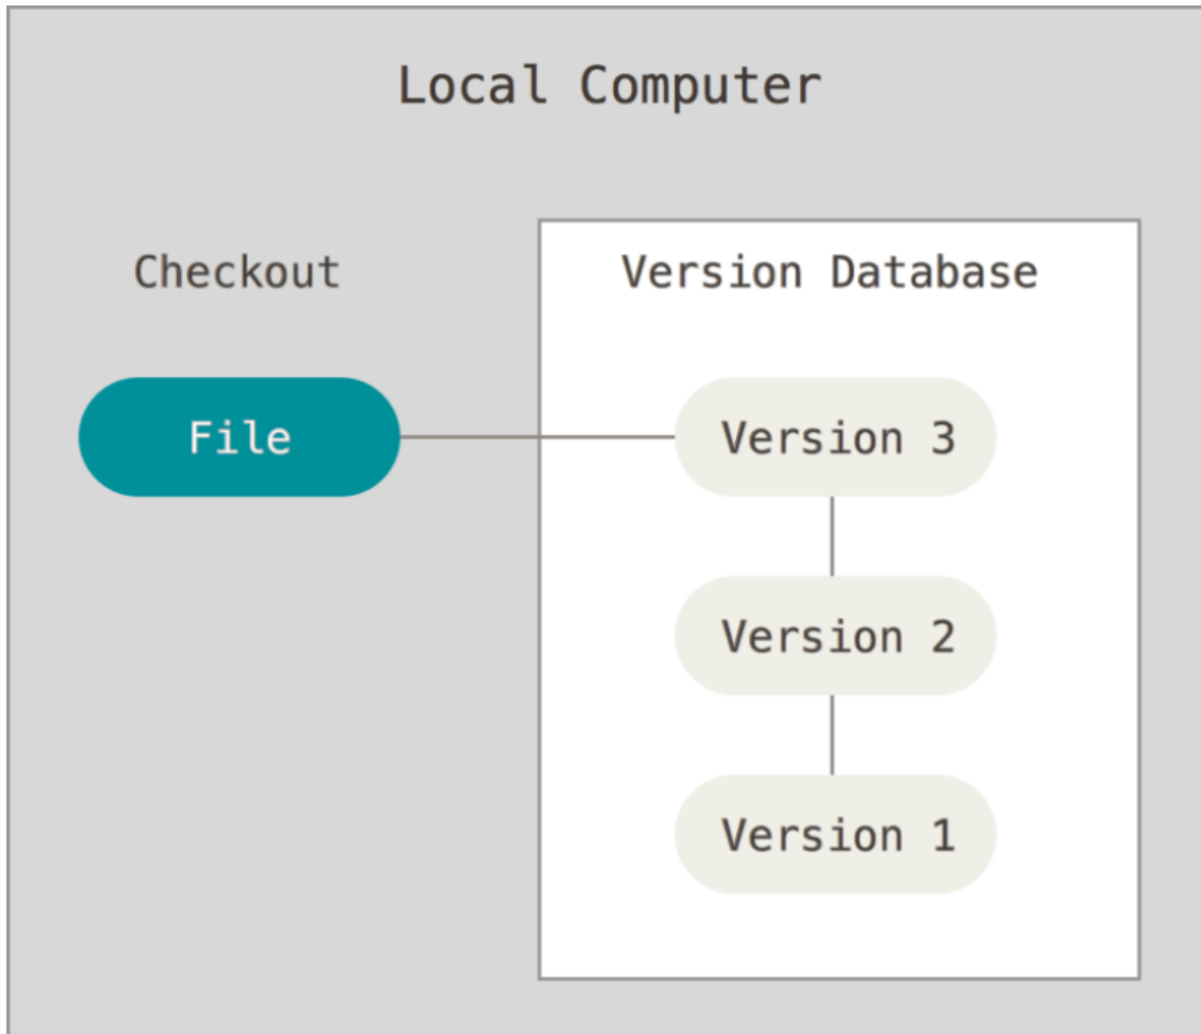 Local Computer
Checkout
Version Database
File
Version 3
Version 2
Version 1